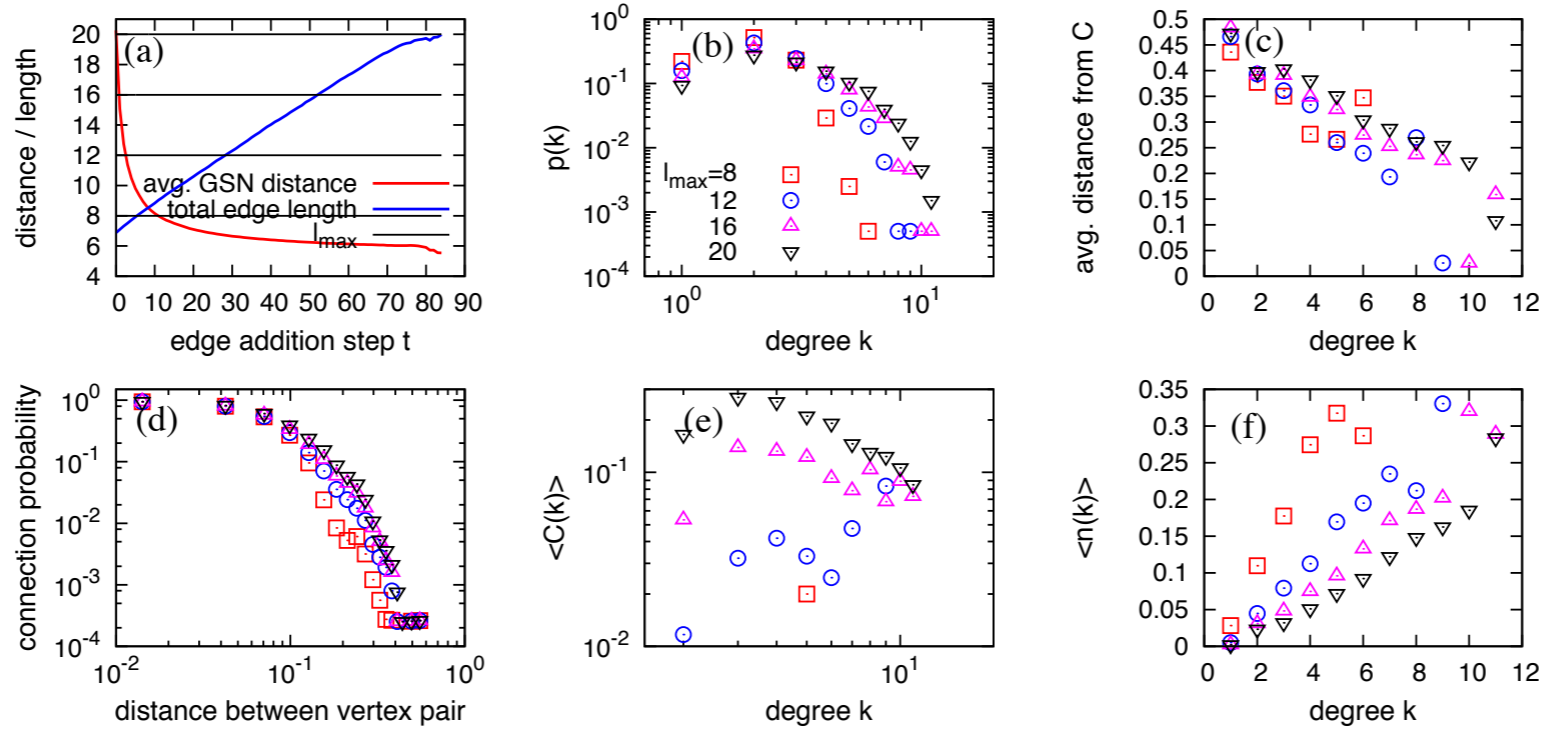 (a)
distance / length
20
18
16
14
12
10
8
6
4
avg. GSN distance
total edge length
l_max
0 10 20 30 40 50 60 70 80 90
edge addition step t
(b)
p(k)
10^0
10^-1
10^-2
10^-3
10^-4
l_max=8
12
16
20
10^0 10^1
degree k
(c)
avg. distance from C
0.5
0.45
0.4
0.35
0.3
0.25
0.2
0.15
0.1
0.05
0
0 2 4 6 8 10 12
degree k
(d)
connection probability
10^0
10^-1
10^-2
10^-3
10^-4
10^-2 10^-1 10^0
distance between vertex pair
(e)
<C(k)>
10^-1
10^-2
10^1
degree k
(f)
<n(k)>
0.35
0.3
0.25
0.2
0.15
0.1
0.05
0
0 2 4 6 8 10 12
degree k